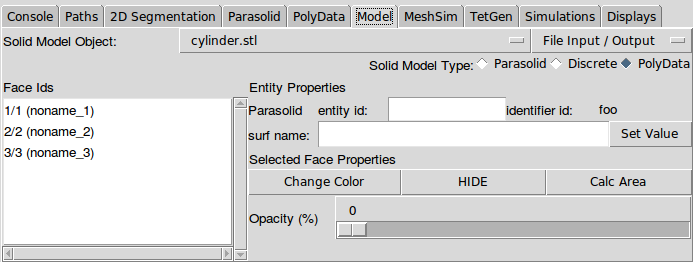 Console Paths 2D Segmentation Parasolid PolyData Model MeshSim TetGen Simulations Displays
Solid Model Object: cylinder.stl File Input / Output
Solid Model Type: Parasolid Discrete PolyData
Face Ids
1/1 (noname_1)
2/2 (noname_2)
3/3 (noname_3)
Entity Properties
Parasolid entity id: identifier id: foo
surf name: Set Value
Selected Face Properties
Change Color HIDE Calc Area
Opacity (%) 0